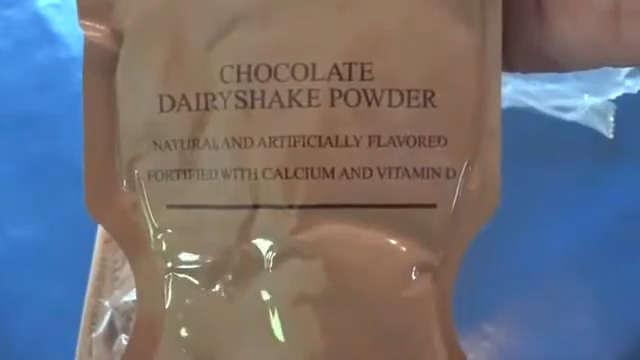 CHOCOLATE
DAIRYSHAKE POWDER
NATURAL AND ARTIFICIALLY FLAVORED
FORTIFIED WITH CALCIUM AND VITAMIN D